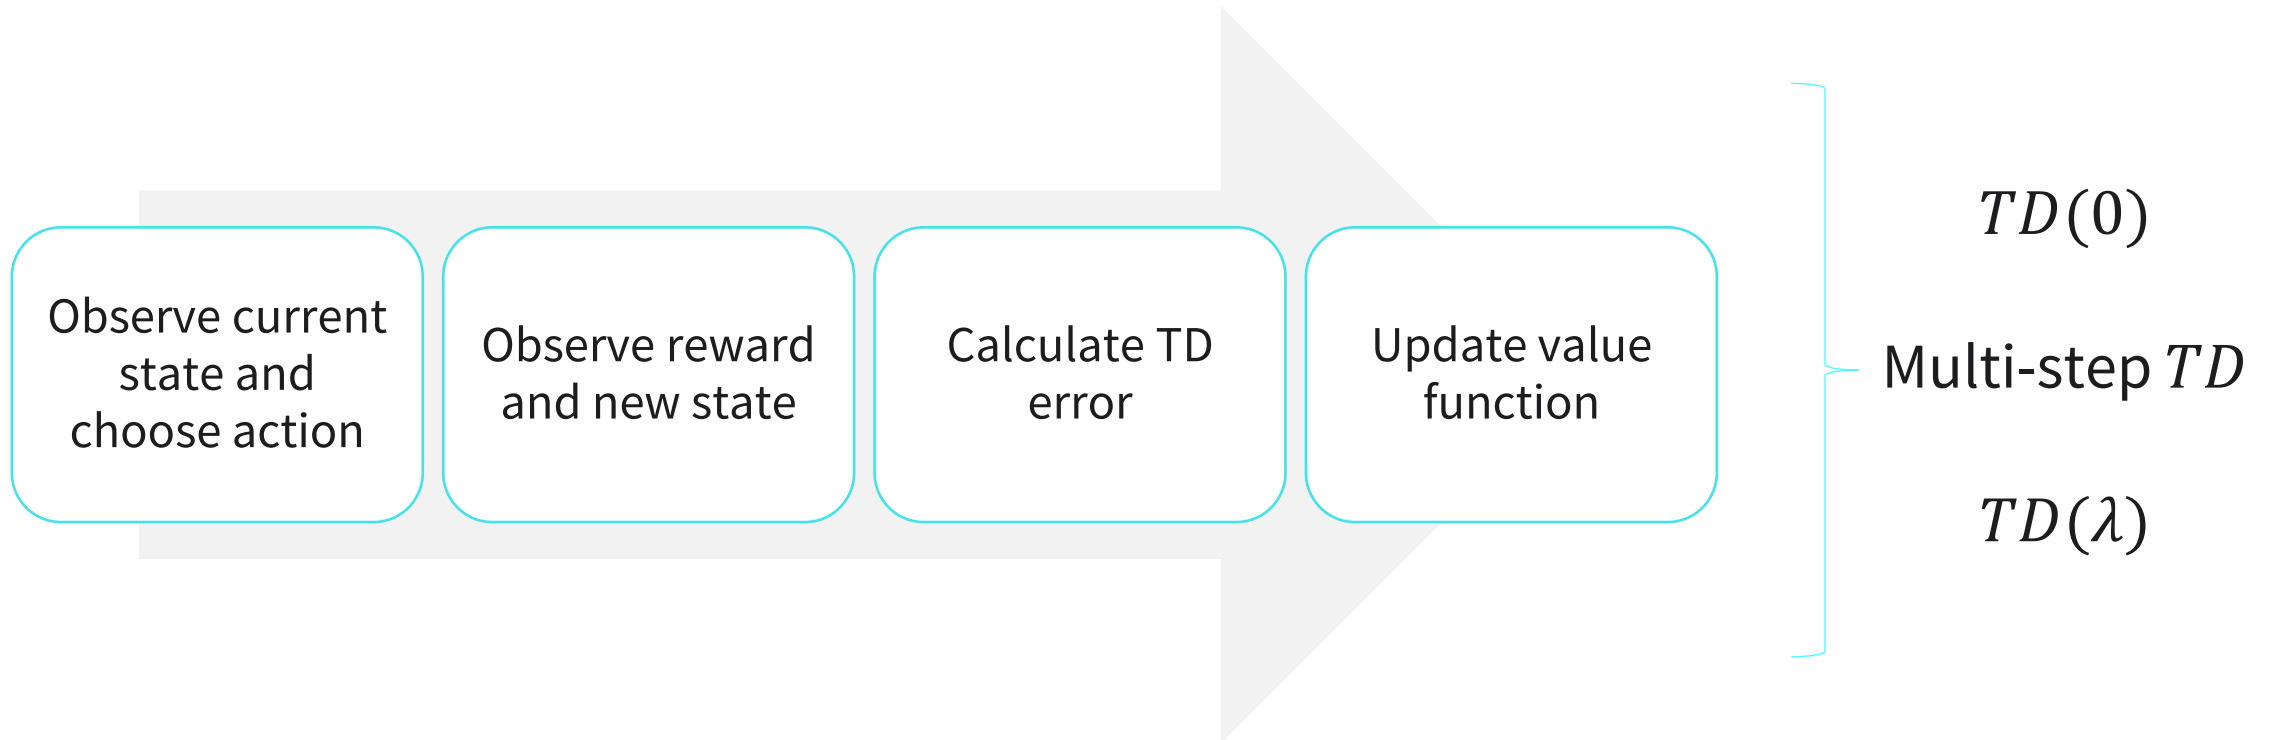 Observe current
state and
choose action
Observe reward
and new state
Calculate TD
error
Update value
function
TD(0)
Multi-step TD
TD(λ)